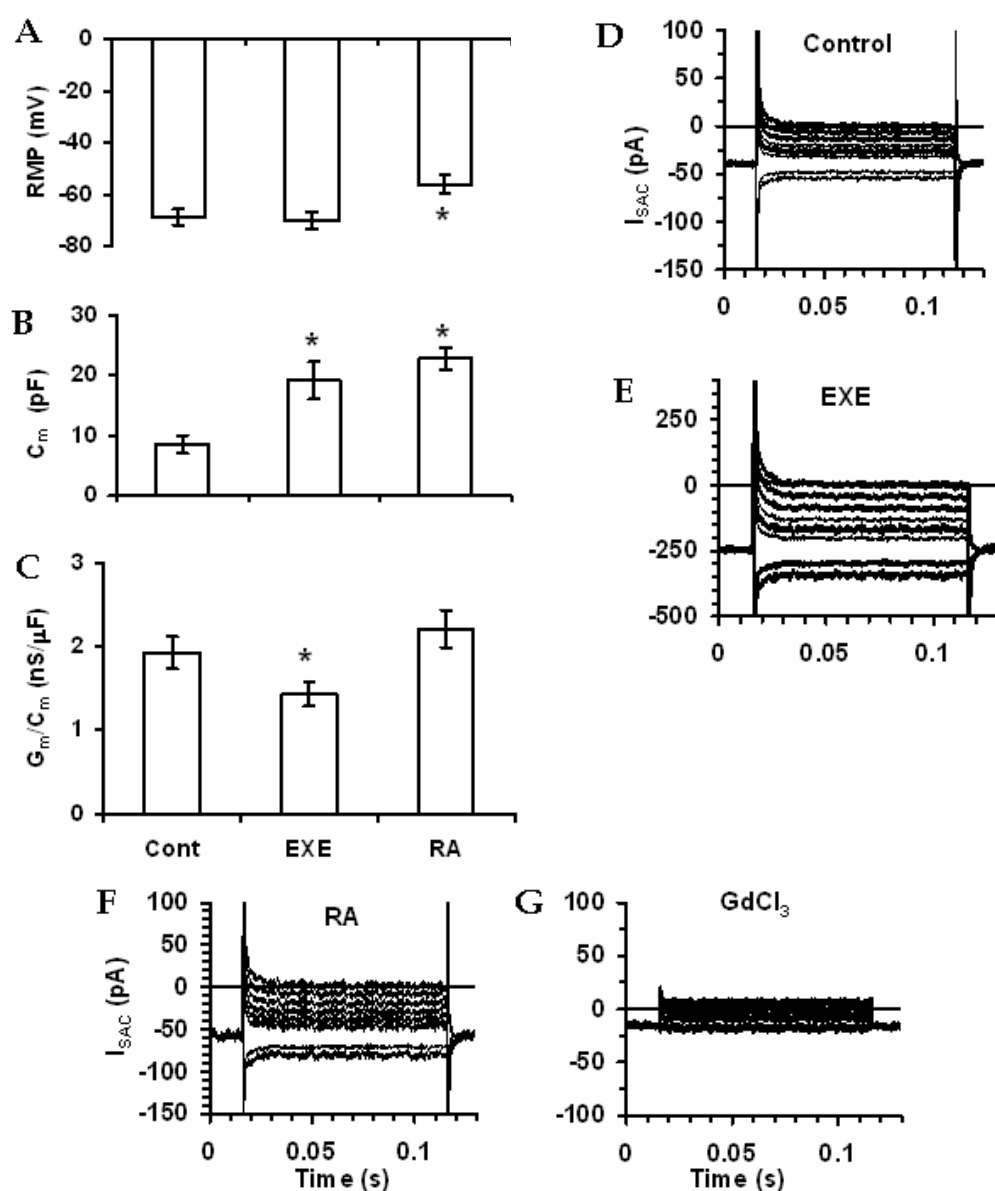 A
0
-20
-40
-60
-80
RMP (mV)
*
B
30
20
10
0
Cm (pF)
*
*
C
3
2
1
0
Gm/Cm (nS/μF)
*
Cont EXE RA
D
Control
100
50
0
-50
-100
-150
ISAC (pA)
0 0.05 0.1
E
EXE
250
0
-250
-500
0 0.05 0.1
F
RA
100
50
0
-50
-100
-150
ISAC (pA)
0 0.05 0.1
Time (s)
G
GdCl3
100
50
0
-50
-100
0 0.05 0.1
Time (s)